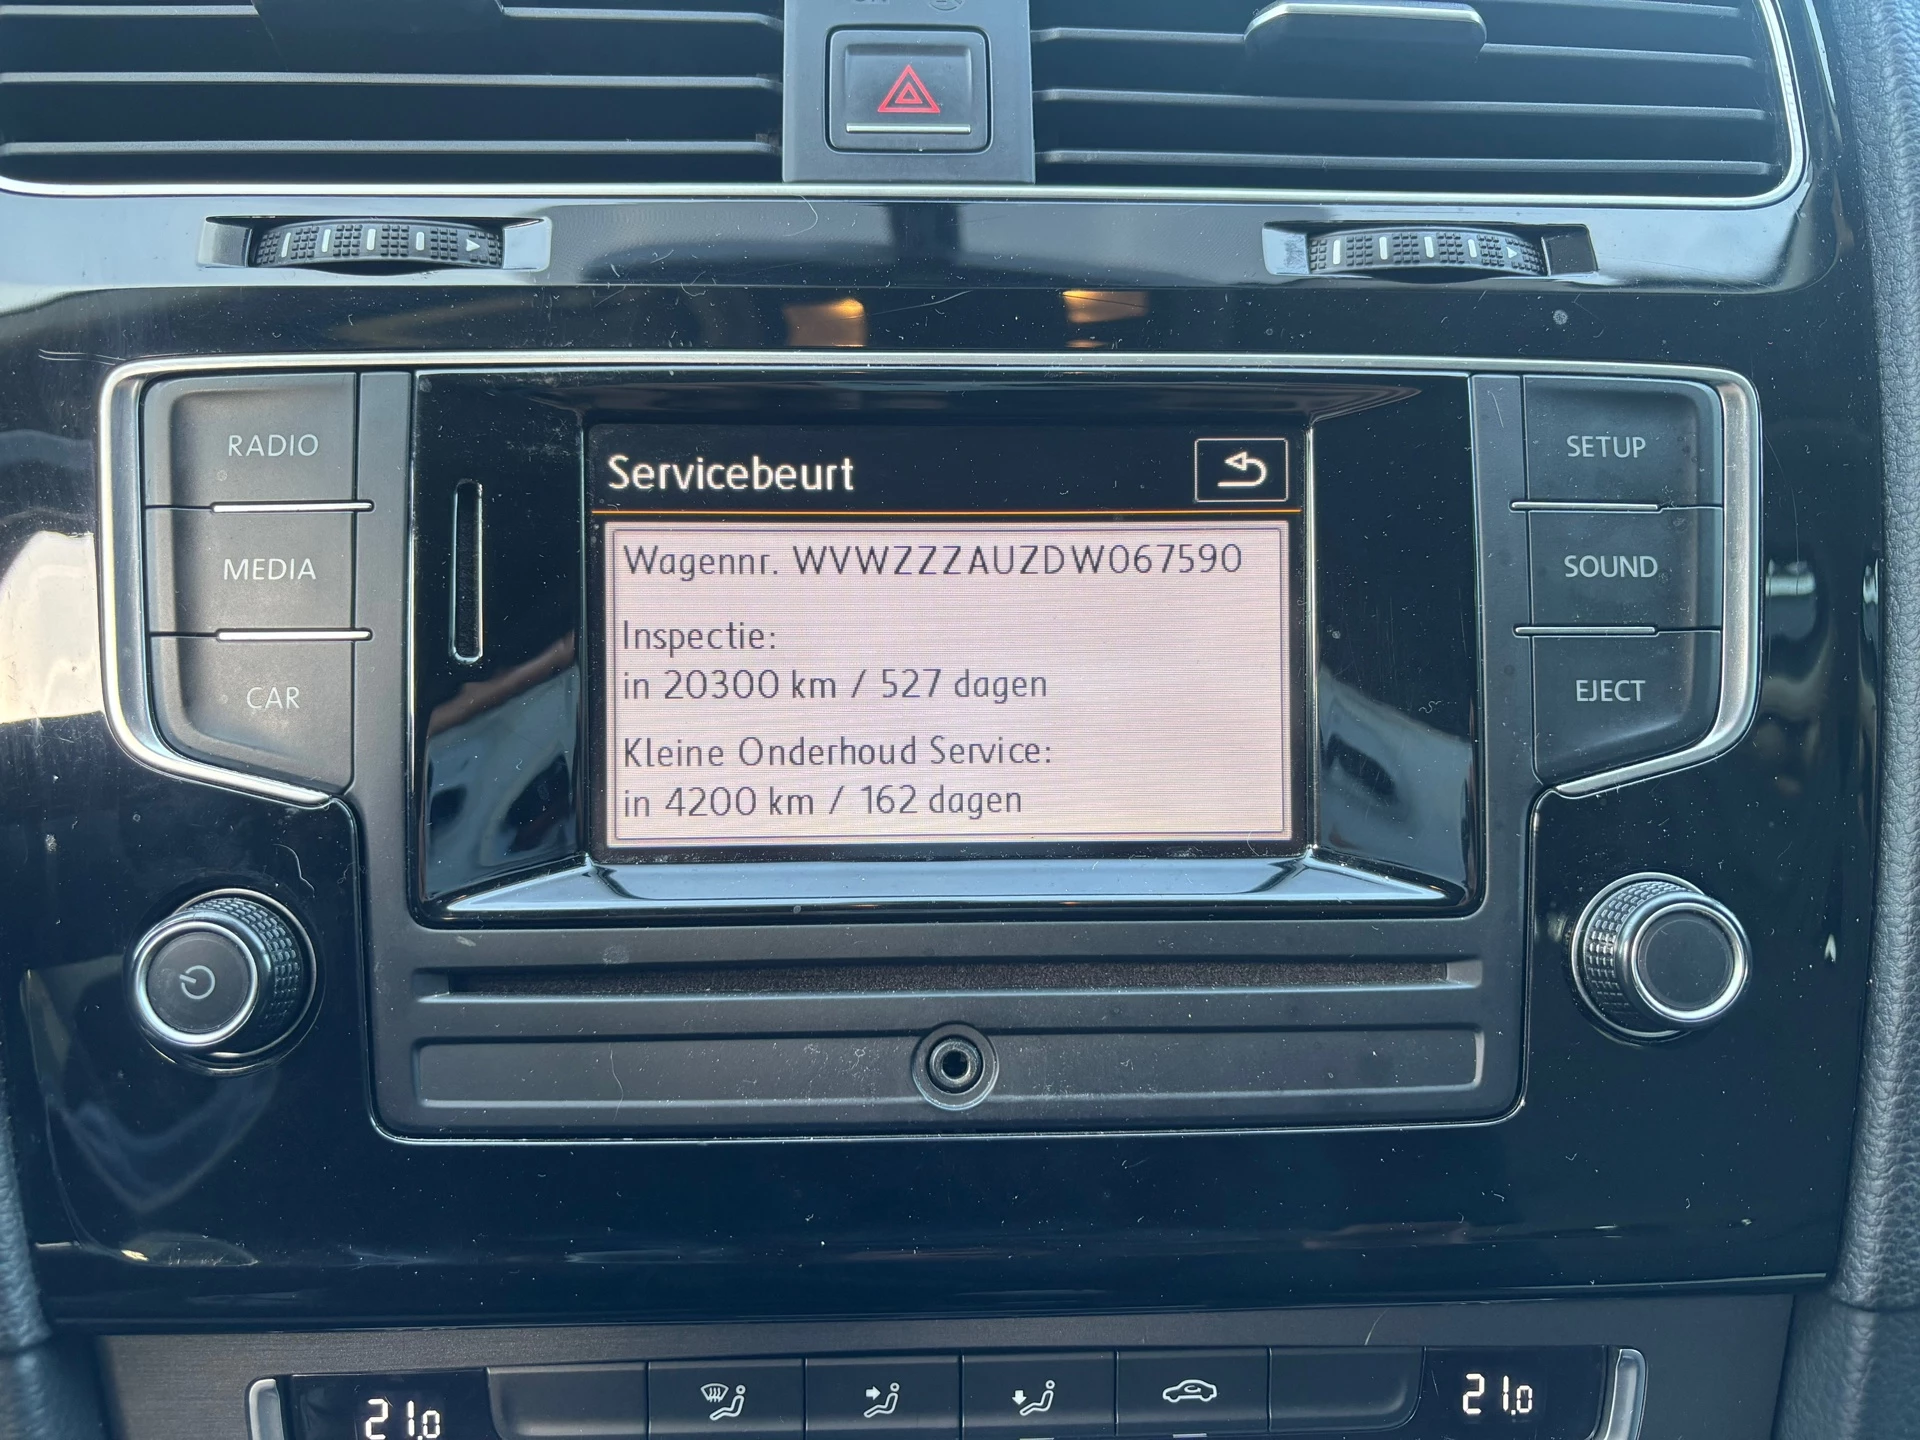 RADIO
MEDIA
CAR
Servicebeurt
Wagennr. WVWZZZAUZDW067590
Inspectie:
in 20300 km / 527 dagen
Kleine Onderhoud Service:
in 4200 km / 162 dagen
SETUP
SOUND
EJECT
21.0
21.0